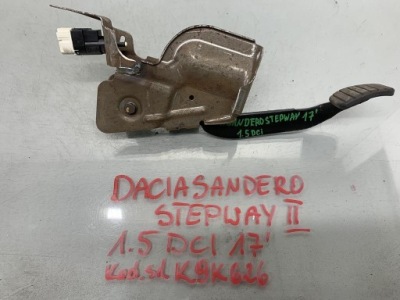 SANDERO STEPWAY 17'
1.5 DCI
DACIA SANDERO
STEPWAY II
1.5 DCI 17'
Kod.sil K9K626